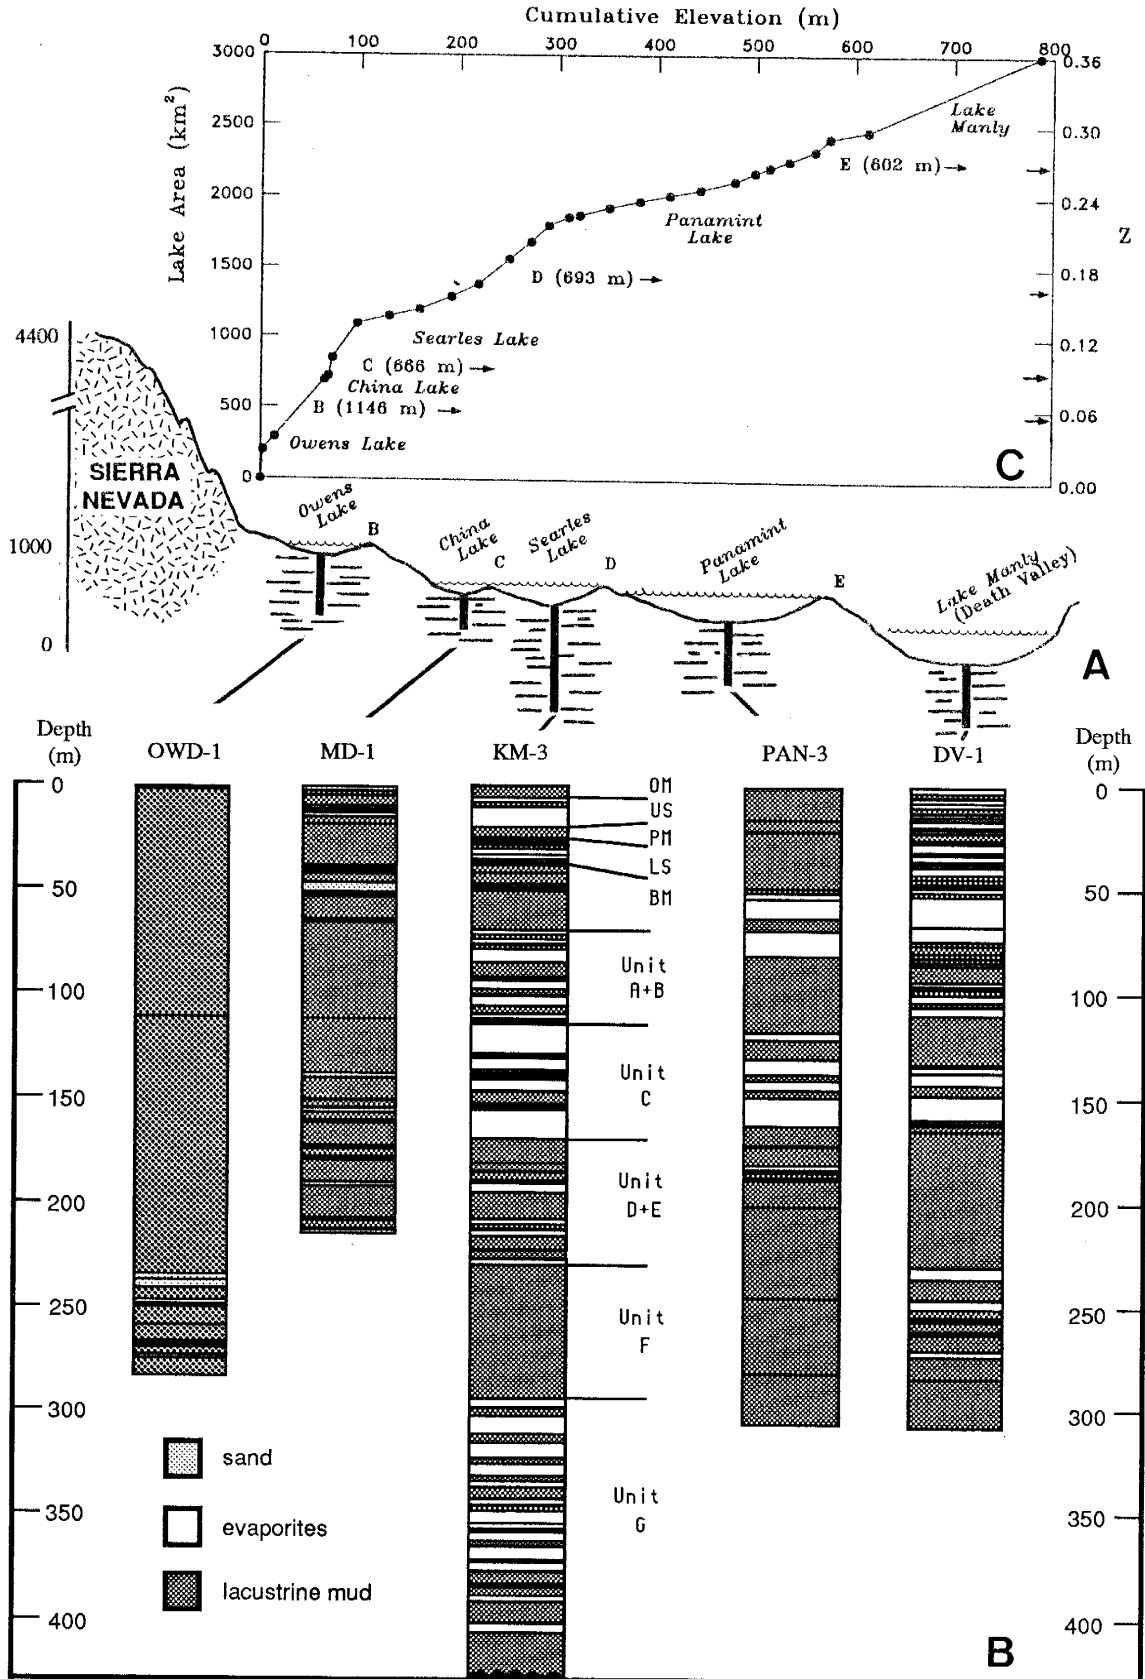 Cumulative Elevation (m)
0 100 200 300 400 500 600 700 800
3000
2500
2000
1500
1000
500
0
Lake Area (km²)
0.36
0.30
0.24
0.18
0.12
0.06
0.00
Z
Lake
Manly
E (602 m)
Panamint
Lake
D (693 m)
Searles Lake
C (666 m)
China Lake
B (1146 m)
Owens Lake
C
4400
1000
0
SIERRA
NEVADA
Owens
Lake
B
China
Lake
C
Searles
Lake
D
Panamint
Lake
E
Lake Manly
(Death Valley)
A
Depth
(m)
OWD-1 MD-1 KM-3 PAN-3 DV-1
Depth
(m)
0
50
100
150
200
250
300
350
400
OM
US
PM
LS
BM
Unit
A+B
Unit
C
Unit
D+E
Unit
F
Unit
G
0
50
100
150
200
250
300
350
400
sand
evaporites
lacustrine mud
B